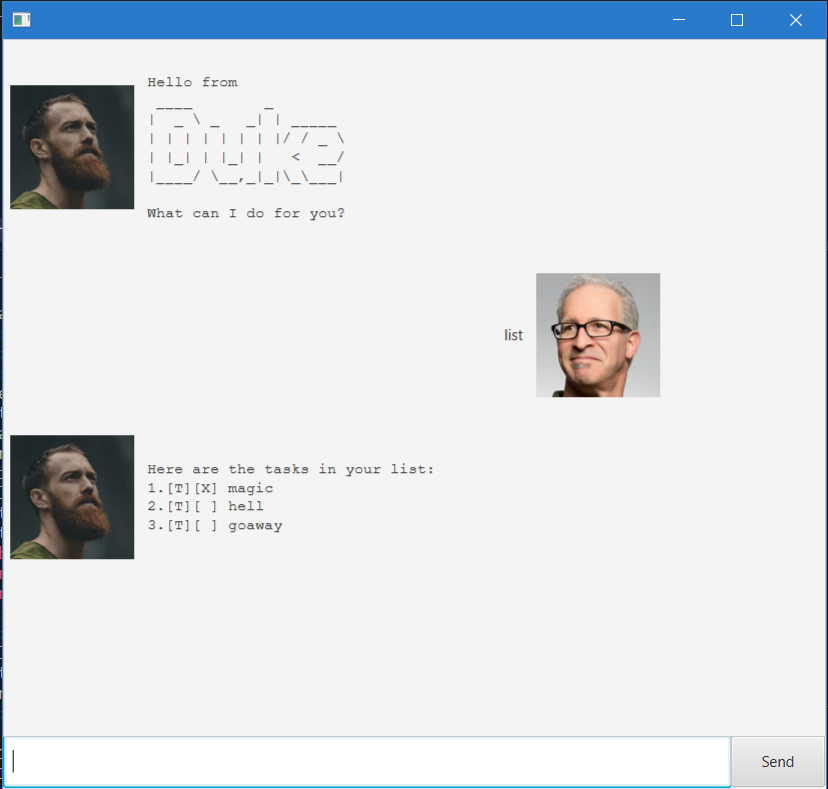 Hello from
 ____        _
|  _ \ _   _| | _____
| | | | | | | |/ / _ \
| |_| | |_| |   <  __/
|____/ \__,_|_|\_\___|
What can I do for you?
list
Here are the tasks in your list:
1.[T][X] magic
2.[T][ ] hell
3.[T][ ] goaway
Send